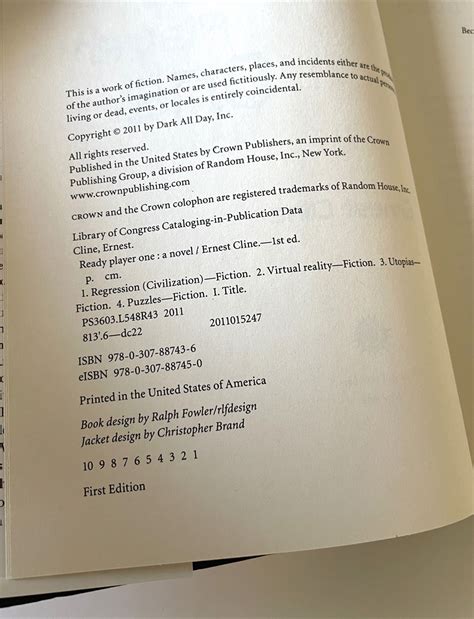 This is a work of fiction. Names, characters, places, and incidents either are the
of the author's imagination or are used fictitiously. Any resemblance to actual
living or dead, events, or locales is entirely coincidental.
Copyright © 2011 by Dark All Day, Inc.
All rights reserved.
Published in the United States by Crown Publishers, an imprint of the Crown
Publishing Group, a division of Random House, Inc., New York.
www.crownpublishing.com
CROWN and the Crown colophon are registered trademarks of Random House, Inc.
Library of Congress Cataloging-in-Publication Data
Cline, Ernest.
Ready player one : a novel / Ernest Cline.—1st ed.
p. cm.
1. Regression (Civilization)—Fiction. 2. Virtual reality—Fiction. 3. Utopias—
Fiction. 4. Puzzles—Fiction. I. Title.
PS3603.L548R43 2011
813'.6—dc22 2011015247
ISBN 978-0-307-88743-6
eISBN 978-0-307-88745-0
Printed in the United States of America
Book design by Ralph Fowler/rlfdesign
Jacket design by Christopher Brand
10 9 8 7 6 5 4 3 2 1
First Edition
Bec